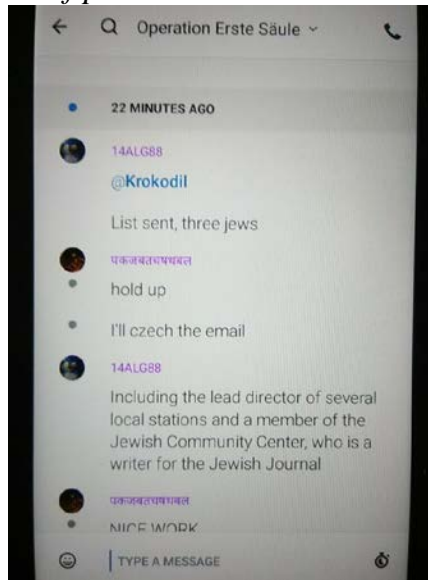 Operation Erste Säule
22 MINUTES AGO
14ALG88
@Krokodil
List sent, three jews
hold up
I'll czech the email
14ALG88
Including the lead director of several
local stations and a member of the
Jewish Community Center, who is a
writer for the Jewish Journal
NICE WORK
TYPE A MESSAGE